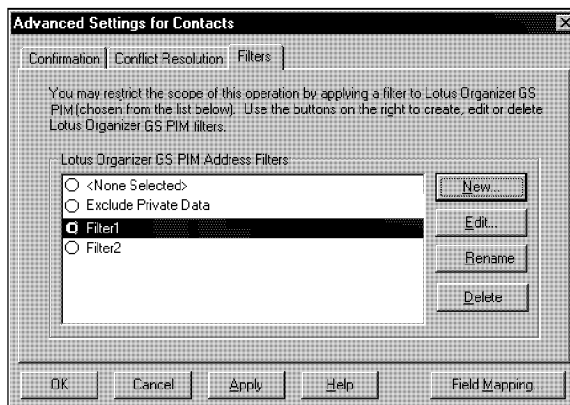 Advanced Settings for Contacts
Confirmation Conflict Resolution Filters
You may restrict the scope of this operation by applying a filter to Lotus Organizer GS
PIM (chosen from the list below). Use the buttons on the right to create, edit or delete
Lotus Organizer GS PIM filters.
Lotus Organizer GS PIM Address Filters
<None Selected>
Exclude Private Data
Filter1
Filter2
New...
Edit...
Rename
Delete
OK Cancel Apply Help Field Mapping